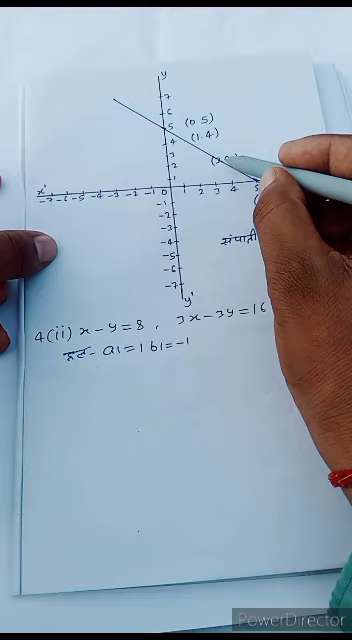 y
7
6
5 (0 5)
4 (1.4)
3
2
1
x' -7 -6 -5 -4 -3 -2 -1 0 1 2 3 4 5
-1
-2
-3
-4
-5
-6
-7
y'
संपाती
4(ii) x-y=8, 3x-3y=16
हल- a1=1 b1=-1
PowerDirector